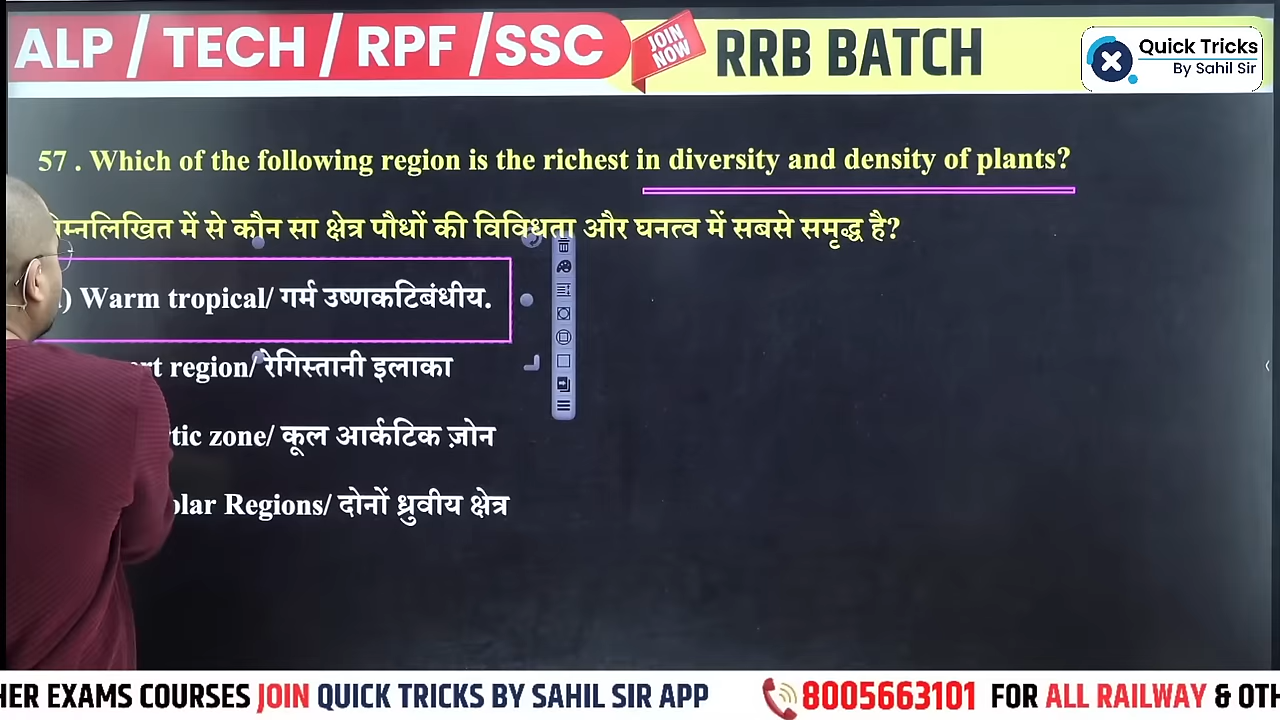 ALP / TECH / RPF / SSC
JOIN NOW
RRB BATCH
Quick Tricks
By Sahil Sir
57 . Which of the following region is the richest in diversity and density of plants?
में से कौन सा क्षेत्र पौधों की विविधता और घनत्व में सबसे समृद्ध है?
) Warm tropical/ गर्म उष्णकटिबंधीय.
region/ रेगिस्तानी इलाका
zone/ कूल आर्कटिक ज़ोन
Regions/ दोनों ध्रुवीय क्षेत्र
EXAMS COURSES JOIN QUICK TRICKS BY SAHIL SIR APP 8005663101 FOR ALL RAILWAY &